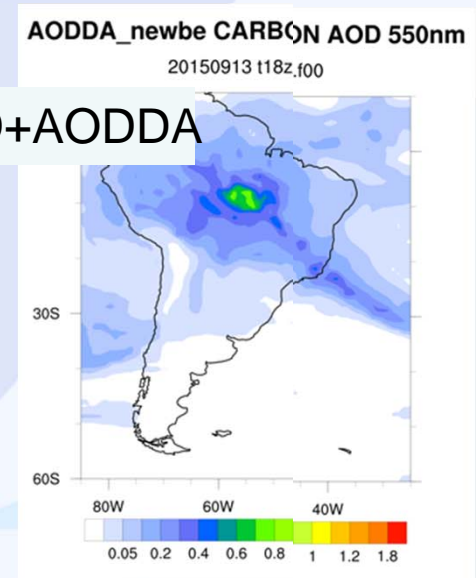 AODDA_newbe CARBON AOD 550nm
20150913 t18z.f00
+AODDA
30S
60S
80W 60W 40W
0.05 0.2 0.4 0.6 0.8 1 1.2 1.8